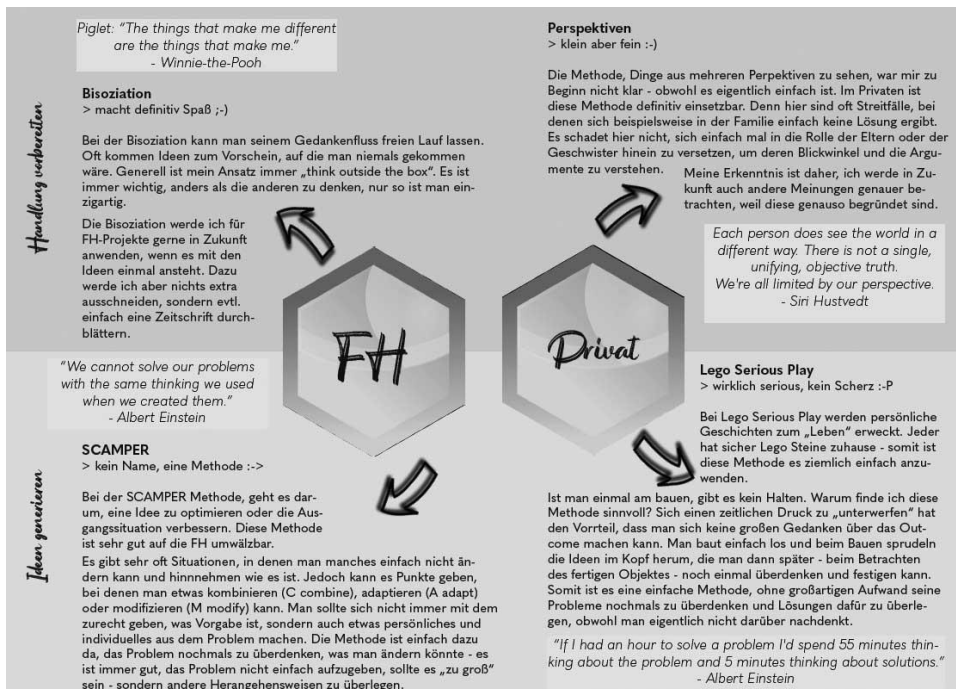 Handlung vorbereiten
Piglet: “The things that make me different
are the things that make me.”
- Winnie-the-Pooh
Bisoziation
> macht definitiv Spaß ;-)
Bei der Bisoziation kann man seinem Gedankenfluss freien Lauf lassen.
Oft kommen Ideen zum Vorschein, auf die man niemals gekommen
wäre. Generell ist mein Ansatz immer „think outside the box“. Es ist
immer wichtig, anders als die anderen zu denken, nur so ist man ein-
zigartig.
Die Bisoziation werde ich für
FH-Projekte gerne in Zukunft
anwenden, wenn es mit den
Ideen einmal ansteht. Dazu
werde ich aber nichts extra
ausschneiden, sondern evtl.
einfach eine Zeitschrift durch-
blättern.
FH
Perspektiven
> klein aber fein :-)
Die Methode, Dinge aus mehreren Perpektiven zu sehen, war mir zu
Beginn nicht klar - obwohl es eigentlich einfach ist. Im Privaten ist
diese Methode definitiv einsetzbar. Denn hier sind oft Streitfälle, bei
denen sich beispielsweise in der Familie einfach keine Lösung ergibt.
Es schadet hier nicht, sich einfach mal in die Rolle der Eltern oder der
Geschwister hinein zu versetzen, um deren Blickwinkel und die Argu-
mente zu verstehen.
Meine Erkenntnis ist daher, ich werde in Zu-
kunft auch andere Meinungen genauer be-
trachten, weil diese genauso begründet sind.
Each person does see the world in a
different way. There is not a single,
unifying, objective truth.
We're all limited by our perspective.
- Siri Hustvedt
Privat
Ideen generieren
“We cannot solve our problems
with the same thinking we used
when we created them.”
- Albert Einstein
SCAMPER
> kein Name, eine Methode :->
Bei der SCAMPER Methode, geht es dar-
um, eine Idee zu optimieren oder die Aus-
gangssituation verbessern. Diese Methode
ist sehr gut auf die FH umwälzbar.
Es gibt sehr oft Situationen, in denen man manches einfach nicht än-
dern kann und hinnnehmen wie es ist. Jedoch kann es Punkte geben,
bei denen man etwas kombinieren (C combine), adaptieren (A adapt)
oder modifizieren (M modify) kann. Man sollte sich nicht immer mit dem
zurecht geben, was Vorgabe ist, sondern auch etwas persönliches und
individuelles aus dem Problem machen. Die Methode ist einfach dazu
da, das Problem nochmals zu überdenken, was man ändern könnte - es
ist immer gut, das Problem nicht einfach aufzugeben, sollte es „zu groß“
sein - sondern andere Herangehensweisen zu überlegen.
Lego Serious Play
> wirklich serious, kein Scherz :-P
Bei Lego Serious Play werden persönliche
Geschichten zum „Leben“ erweckt. Jeder
hat sicher Lego Steine zuhause - somit ist
diese Methode es ziemlich einfach anzu-
wenden.
Ist man einmal am bauen, gibt es kein Halten. Warum finde ich diese
Methode sinnvoll? Sich einen zeitlichen Druck zu „unterwerfen“ hat
den Vorrteil, dass man sich keine großen Gedanken über das Out-
come machen kann. Man baut einfach los und beim Bauen sprudeln
die Ideen im Kopf herum, die man dann später - beim Betrachten
des fertigen Objektes - noch einmal überdenken und festigen kann.
Somit ist es eine einfache Methode, ohne großartigen Aufwand seine
Probleme nochmals zu überdenken und Lösungen dafür zu überle-
gen, obwohl man eigentlich nicht darüber nachdenkt.
“If I had an hour to solve a problem I'd spend 55 minutes thin-
king about the problem and 5 minutes thinking about solutions.”
- Albert Einstein